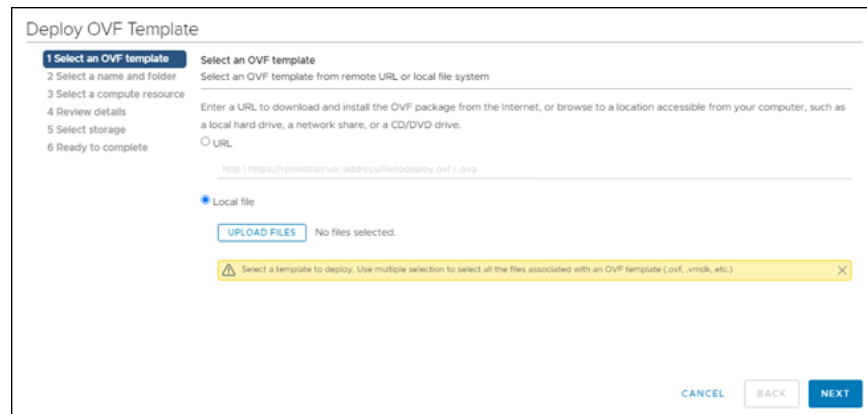 Deploy OVF Template
1 Select an OVF template
2 Select a name and folder
3 Select a compute resource
4 Review details
5 Select storage
6 Ready to complete
Select an OVF template
Select an OVF template from remote URL or local file system
Enter a URL to download and install the OVF package from the Internet, or browse to a location accessible from your computer, such as
a local hard drive, a network share, or a CD/DVD drive.
URL
http | https://remoteserver-address/filetodeploy.ovf | .ova
Local file
UPLOAD FILES No files selected.
Select a template to deploy. Use multiple selection to select all the files associated with an OVF template (.ovf, .vmdk, etc.)
CANCEL BACK NEXT